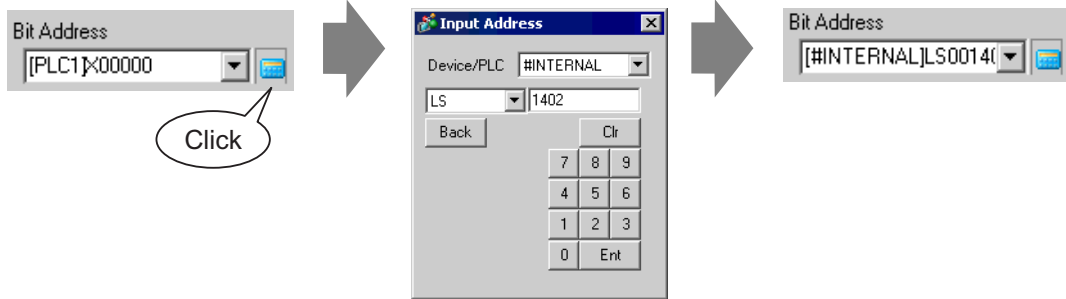 Bit Address
[PLC1]X00000
Click
Input Address
Device/PLC #INTERNAL
LS 1402
Back Clr
7 8 9
4 5 6
1 2 3
0 Ent
Bit Address
[#INTERNAL]LS0014(